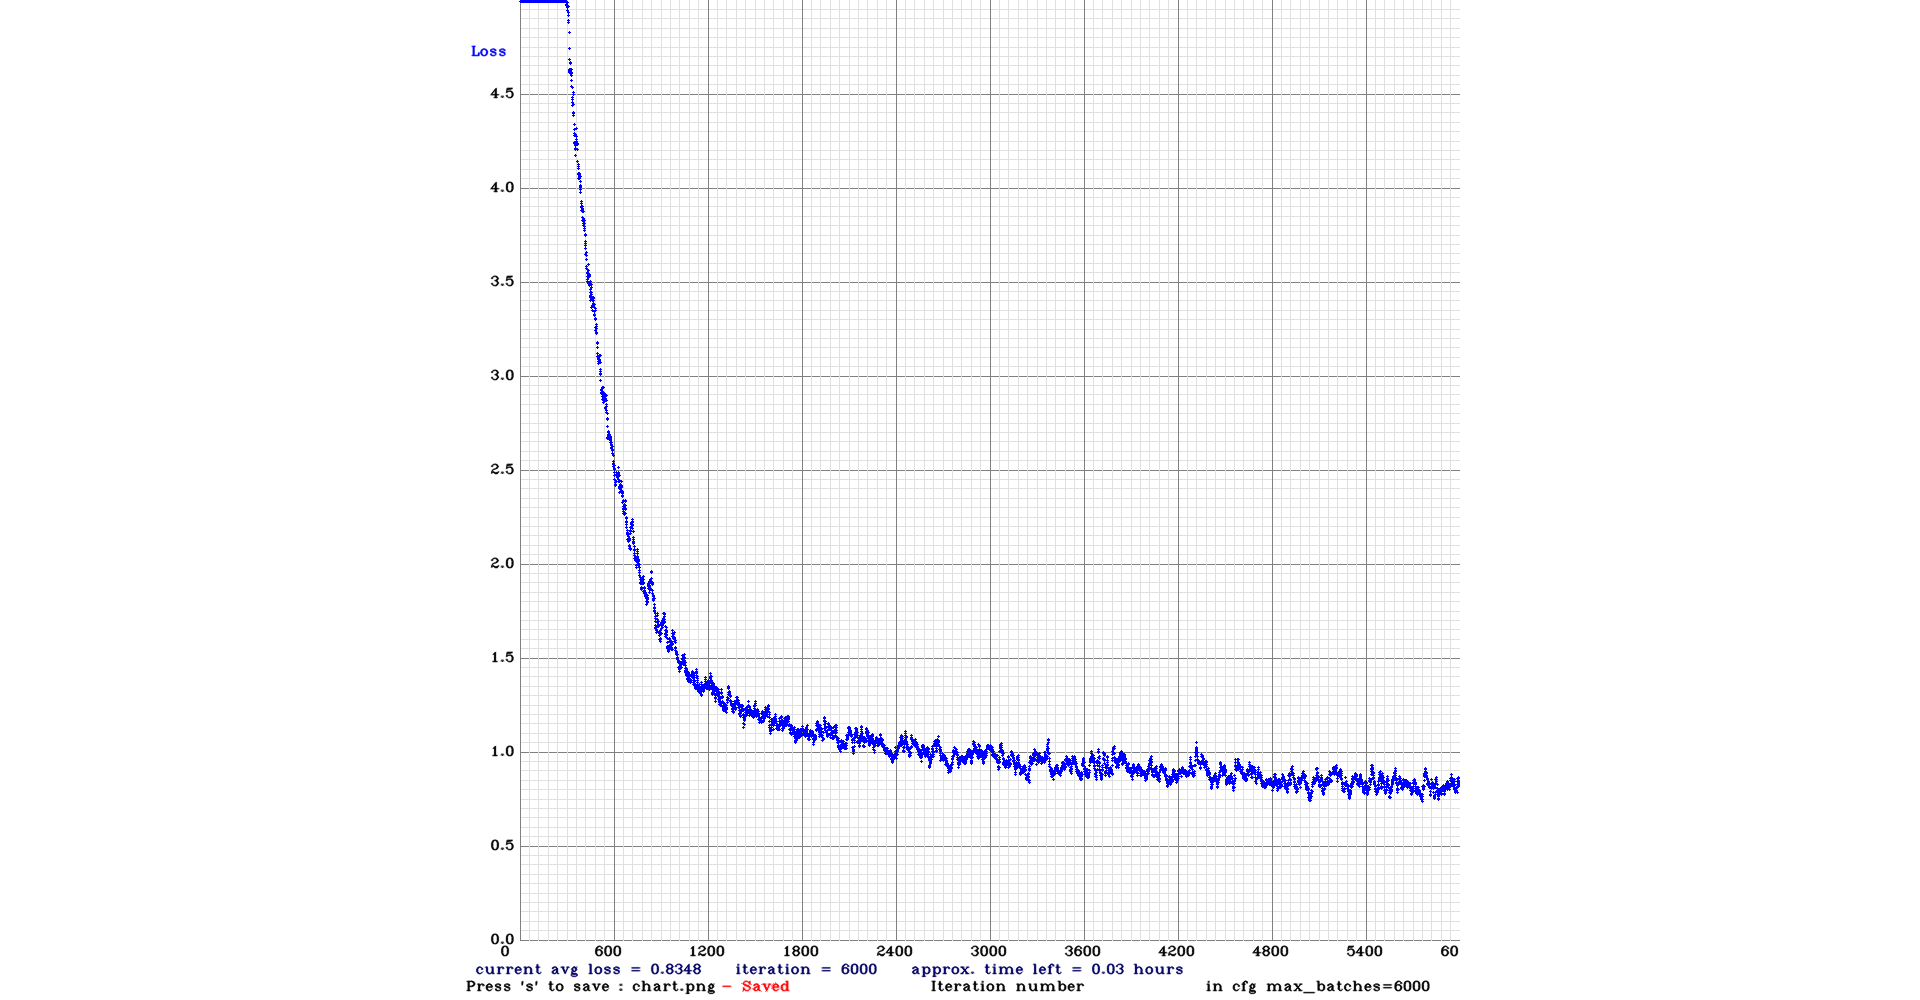 Loss
4.5
4.0
3.5
3.0
2.5
2.0
1.5
1.0
0.5
0.0
0 600 1200 1800 2400 3000 3600 4200 4800 5400 60
current avg loss = 0.8348 iteration = 6000 approx. time left = 0.03 hours
Press 's' to save : chart.png - Saved Iteration number in cfg max_batches=6000